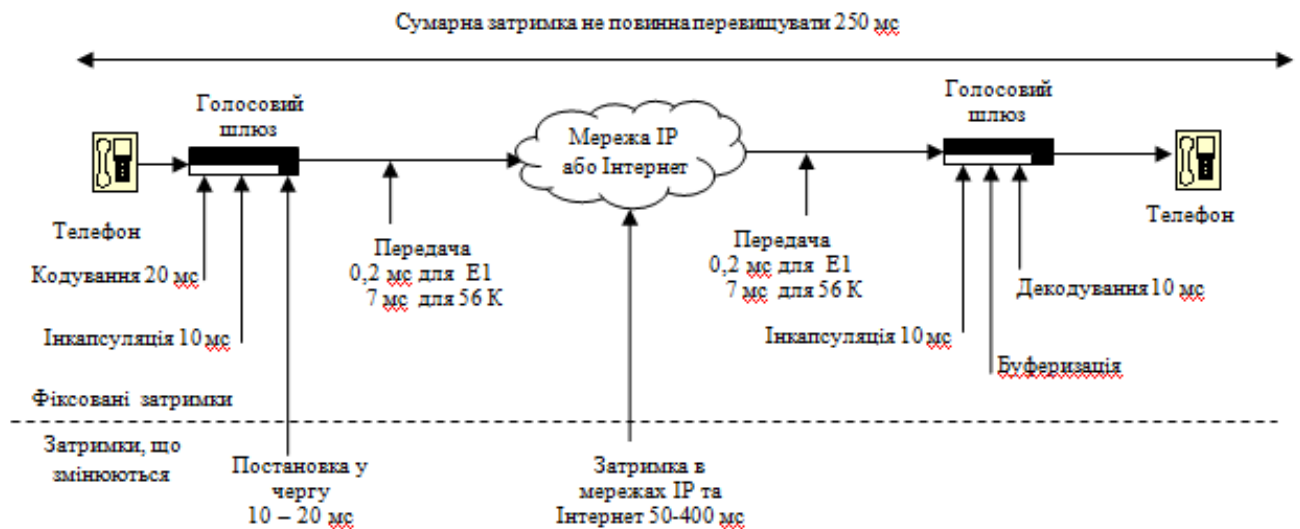 Сумарна затримка не повинна перевищувати 250 мс
Голосовий
шлюз
Голосовий
шлюз
Мережа IP
або Інтернет
Телефон
Телефон
Кодування 20 мс
Передача
0,2 мс для Е1
7 мс для 56 К
Передача
0,2 мс для Е1
7 мс для 56 К
Декодування 10 мс
Інкапсуляція 10 мс
Інкапсуляція 10 мс
Буферизація
Фіксовані затримки
Затримки, що
змінюються
Постановка у
чергу
10 – 20 мс
Затримка в
мережах IP та
Інтернет 50-400 мс